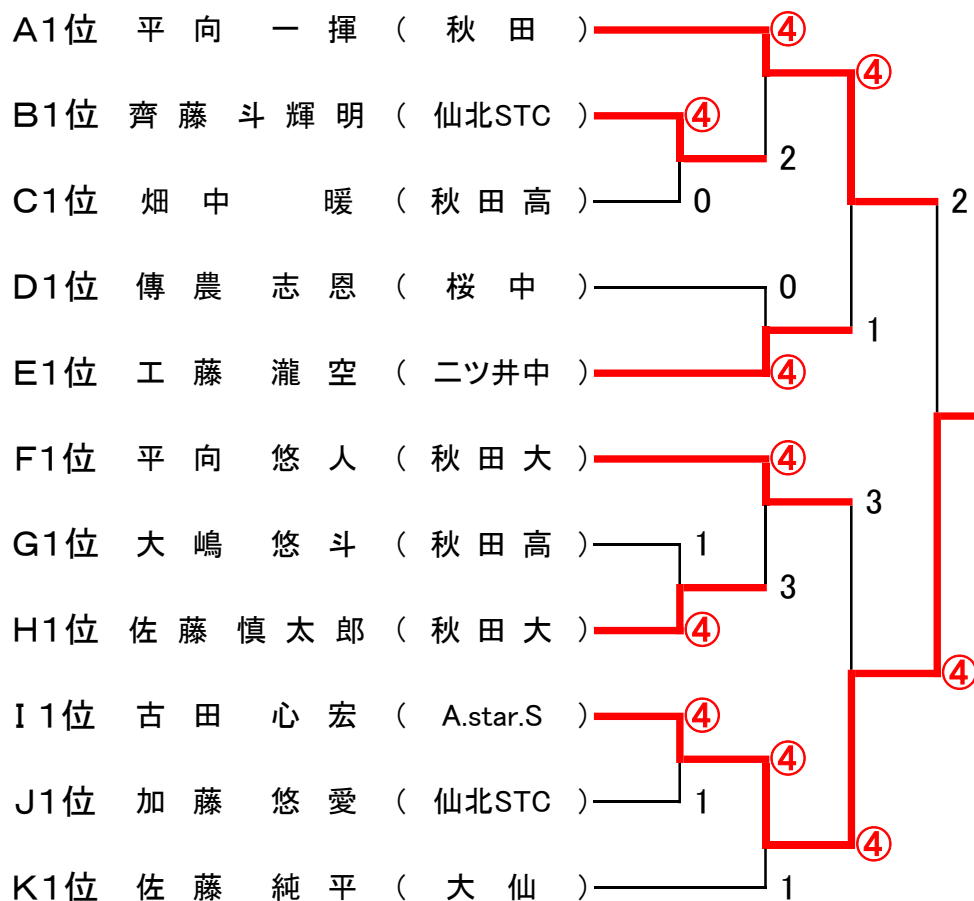 A1位 平向 一揮 ( 秋田 ) ④
④
B1位 齊藤 斗輝明 ( 仙北STC ) ④
2
C1位 畑中 暖 ( 秋田高 ) 0 2
D1位 傳農 志恩 ( 桜中 ) 0
1
E1位 工藤 瀧空 ( 二ツ井中 ) ④
F1位 平向 悠人 ( 秋田大 ) ④
3
G1位 大嶋 悠斗 ( 秋田高 ) 1
3
H1位 佐藤 慎太郎 ( 秋田大 ) ④
④
I1位 古田 心宏 ( A.star.S ) ④
④
J1位 加藤 悠愛 ( 仙北STC ) 1
④
K1位 佐藤 純平 ( 大仙 ) 1